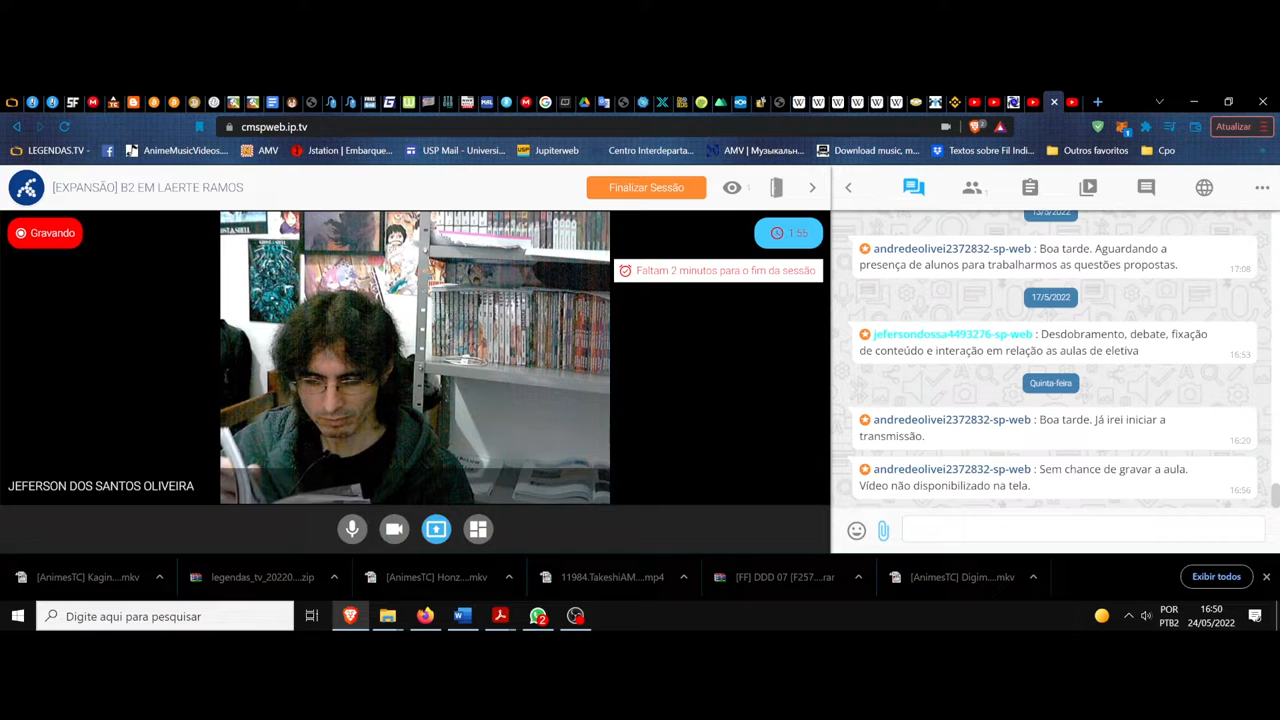 cmspweb.ip.tv
2
Atualizar
LEGENDAS.TV -
AnimeMusicVideos...
AMV
Jstation | Embarque...
USP Mail - Universi...
Jupiterweb
Centro Interdeparta...
AMV | Музыкальн...
Download music, m...
Textos sobre Fil Indi...
Outros favoritos
Cpo
[EXPANSÃO] B2 EM LAERTE RAMOS
Finalizar Sessão
1
1
Gravando
1:55
Faltam 2 minutos para o fim da sessão
JEFERSON DOS SANTOS OLIVEIRA
13/5/2022
andredeolivei2372832-sp-web : Boa tarde. Aguardando a
presença de alunos para trabalharmos as questões propostas.
17:08
17/5/2022
jefersondossa4493276-sp-web : Desdobramento, debate, fixação
de conteúdo e interação em relação as aulas de eletiva
16:53
Quinta-feira
andredeolivei2372832-sp-web : Boa tarde. Já irei iniciar a
transmissão.
16:20
andredeolivei2372832-sp-web : Sem chance de gravar a aula.
Vídeo não disponibilizado na tela.
16:56
[AnimesTC] Kagin....mkv
legendas_tv_20220....zip
[AnimesTC] Honz....mkv
11984.TakeshiAM....mp4
[FF] DDD 07 [F257....rar
[AnimesTC] Digim....mkv
Exibir todos
Digite aqui para pesquisar
2
POR
PTB2
16:50
24/05/2022